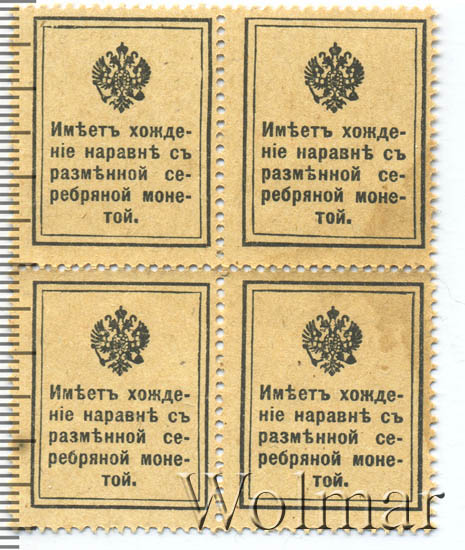 Имѣетъ хожде-
ніе наравнѣ съ
размѣнной се-
ребряной моне-
той.
Имѣетъ хожде-
ніе наравнѣ съ
размѣнной се-
ребряной моне-
той.
Имѣетъ хожде-
ніе наравнѣ съ
размѣнной се-
ребряной моне-
той.
Имѣетъ хожде-
ніе наравнѣ съ
размѣнной се-
ребряной моне-
той.
Wolmar